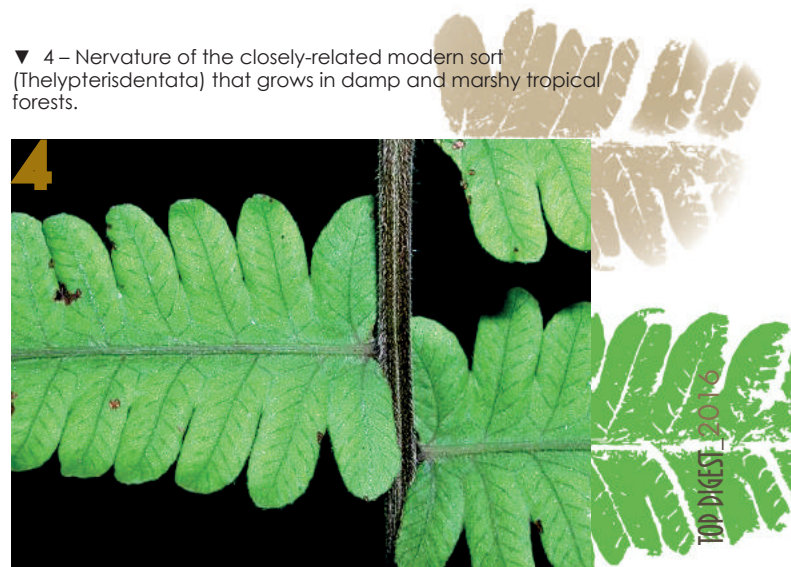 ▼ 4 – Nervature of the closely-related modern sort
(Thelypterisdentata) that grows in damp and marshy tropical
forests.
4
TOP DIGEST_2016